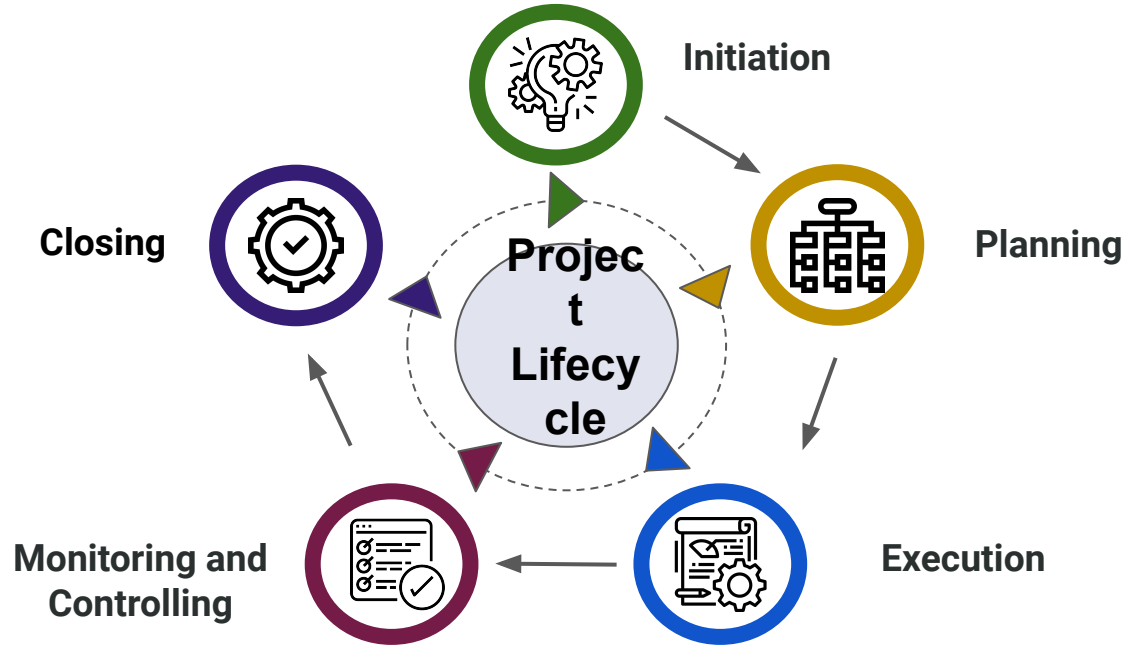 Initiation
Planning
Closing
Projec
t
Lifecy
cle
Monitoring and
Controlling
Execution